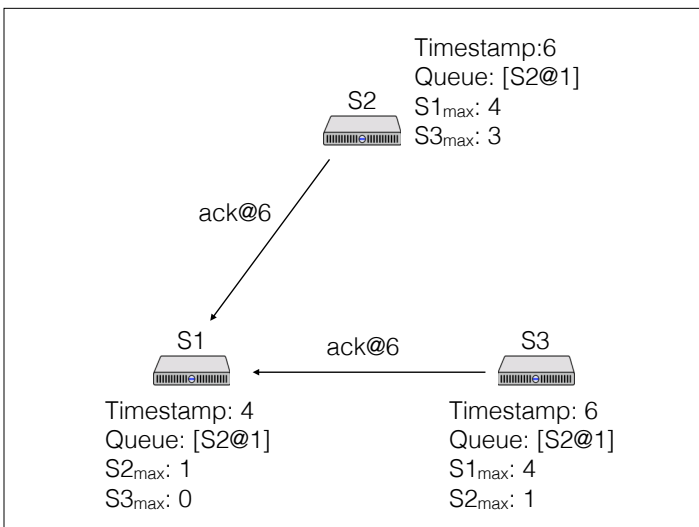 Timestamp:6
Queue: [S2@1]
S2
S1max: 4
S3max: 3
ack@6
S1
ack@6
S3
Timestamp: 4
Queue: [S2@1]
S2max: 1
S3max: 0
Timestamp: 6
Queue: [S2@1]
S1max: 4
S2max: 1